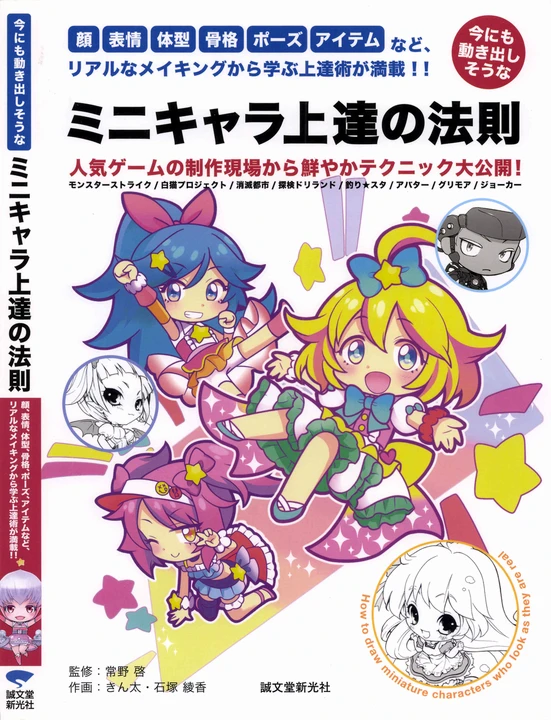 顔 表情 体型 骨格 ポーズ アイテム など、
リアルなメイキングから学ぶ上達術が満載!!
今にも
動き出し
そうな
ミニキャラ上達の法則
人気ゲームの制作現場から鮮やかテクニック大公開!
モンスターストライク / 白猫プロジェクト / 消滅都市 / 探検ドリランド / 釣り★スタ / アバター / グリモア / ジョーカー
How to draw miniature characters who look as they are real
監修:常野 啓
作画:きん太・石塚 綾香
誠文堂新光社
今にも動き出しそうな
ミニキャラ上達の法則
顔、表情、体型、骨格、ポーズ、アイテムなど、
リアルなメイキングから学ぶ上達術が満載!!
誠文堂
新光社